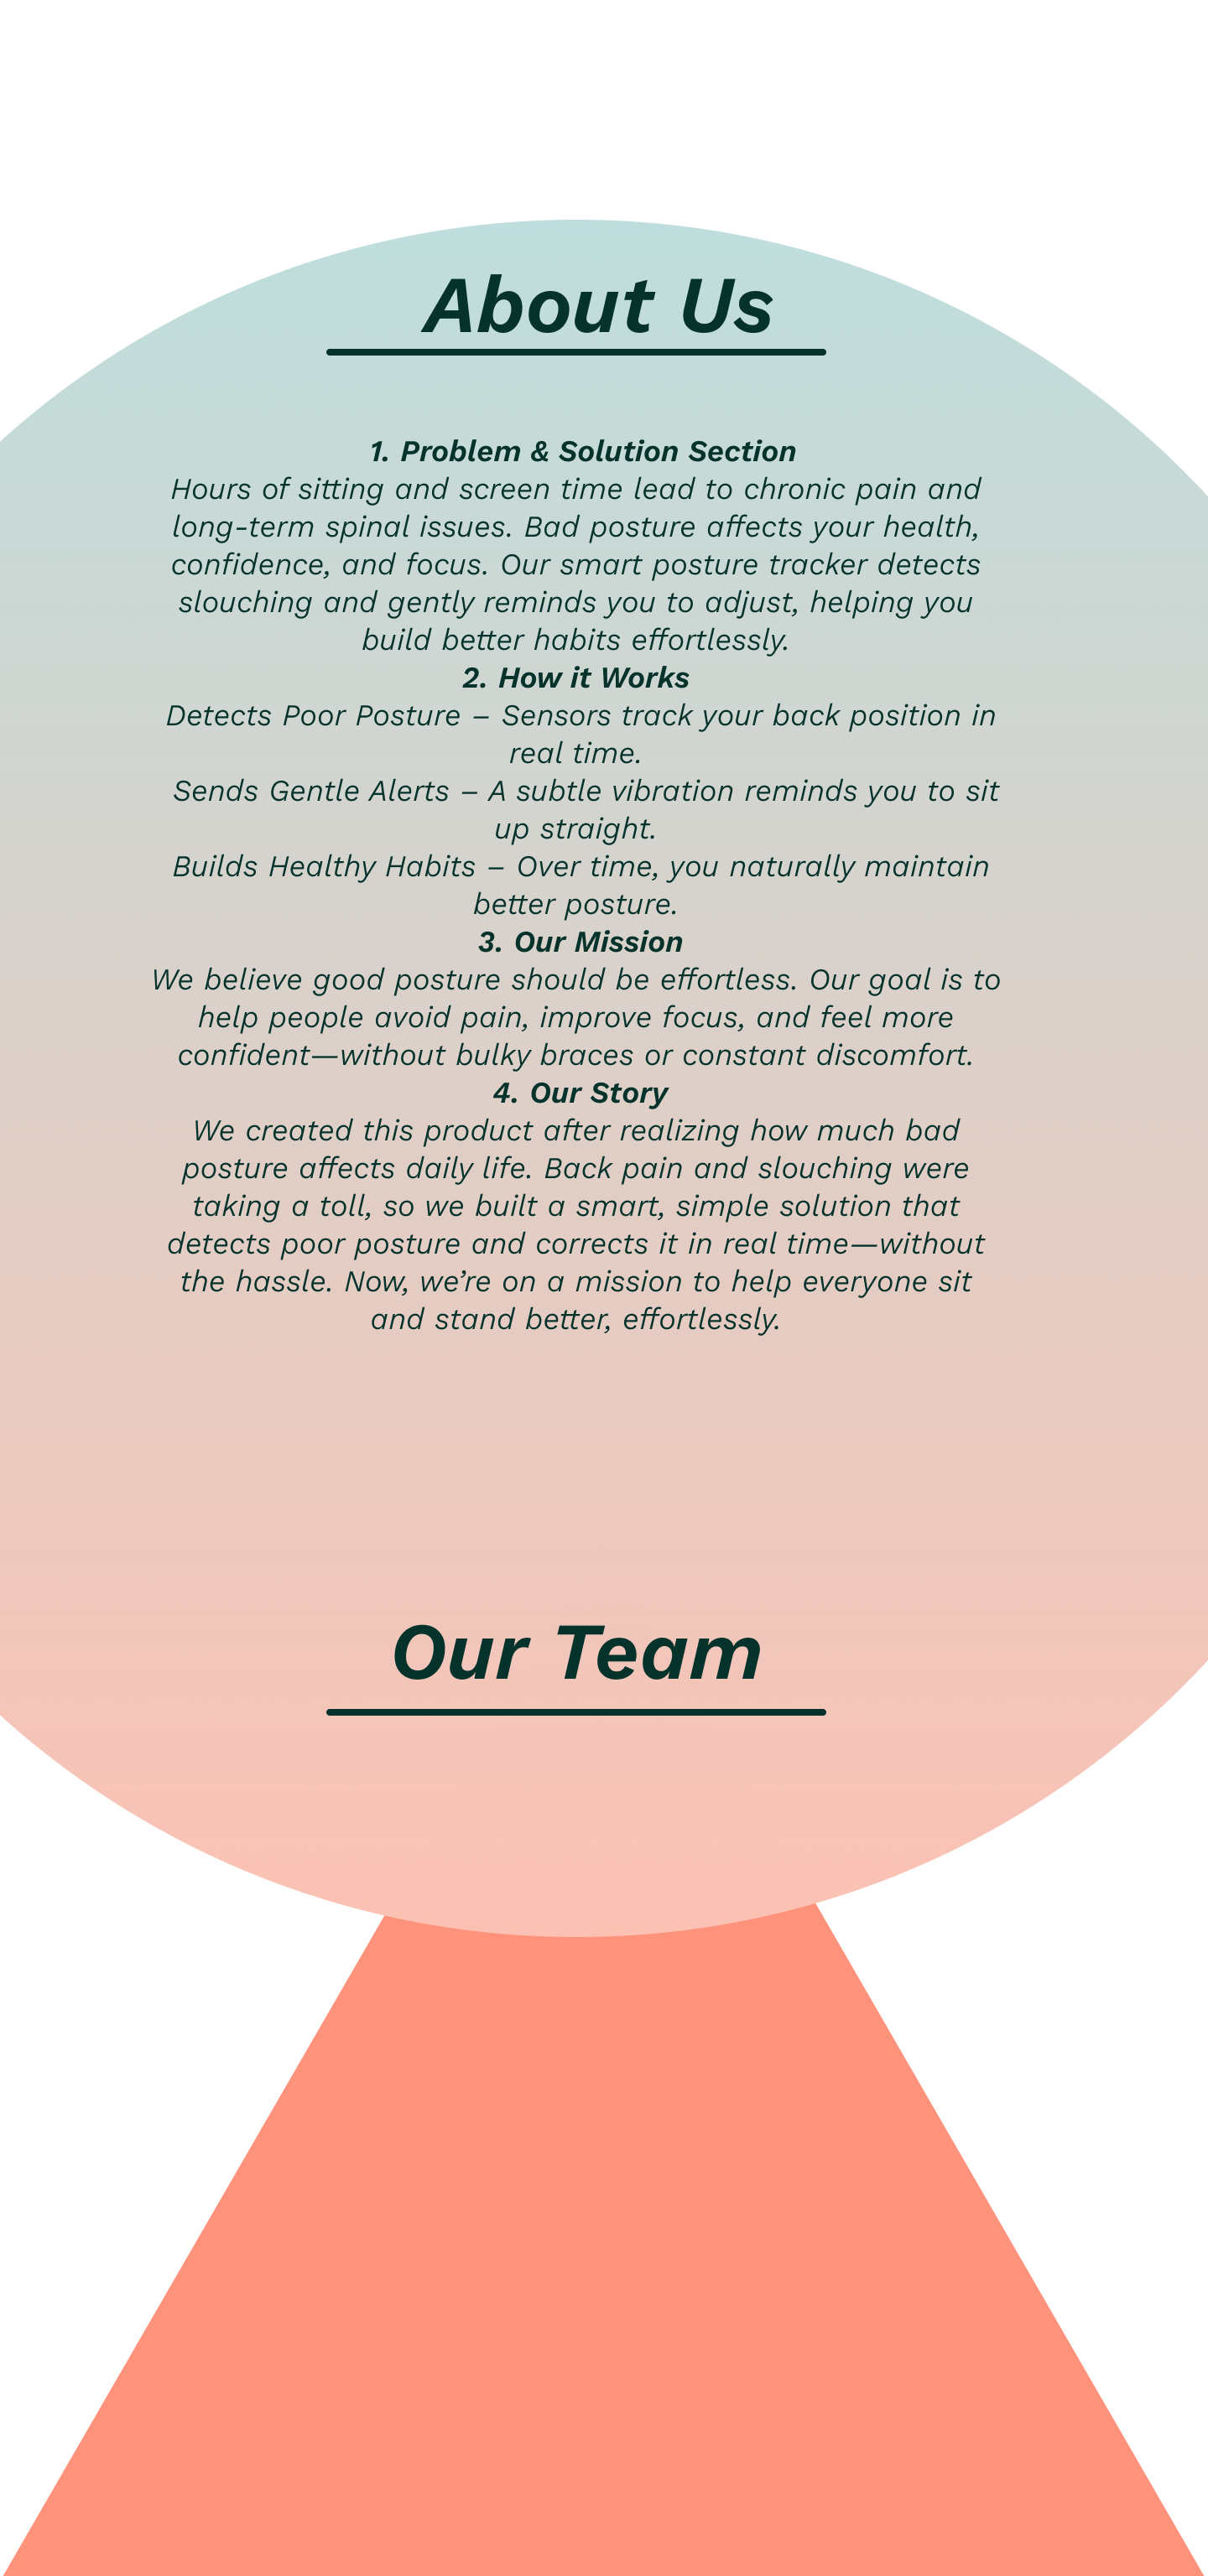 About Us
1. Problem & Solution Section
Hours of sitting and screen time lead to chronic pain and
long-term spinal issues. Bad posture affects your health,
confidence, and focus. Our smart posture tracker detects
slouching and gently reminds you to adjust, helping you
build better habits effortlessly.
2. How it Works
Detects Poor Posture – Sensors track your back position in
real time.
Sends Gentle Alerts – A subtle vibration reminds you to sit
up straight.
Builds Healthy Habits – Over time, you naturally maintain
better posture.
3. Our Mission
We believe good posture should be effortless. Our goal is to
help people avoid pain, improve focus, and feel more
confident—without bulky braces or constant discomfort.
4. Our Story
We created this product after realizing how much bad
posture affects daily life. Back pain and slouching were
taking a toll, so we built a smart, simple solution that
detects poor posture and corrects it in real time—without
the hassle. Now, we’re on a mission to help everyone sit
and stand better, effortlessly.
Our Team